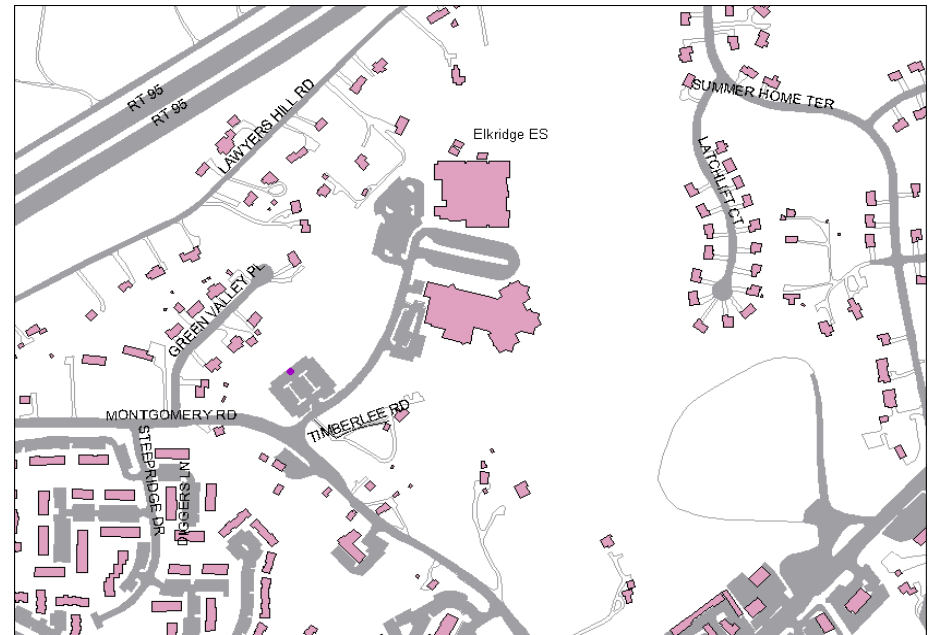 RT 95
RT 95
LAWYERS HILL RD
Elkridge ES
SUMMER HOME TER
LATCHLIFT CT
GREEN VALLEY PL
MONTGOMERY RD
TIMBERLEE RD
STEEPRIDGE DR
DIGGERS LN